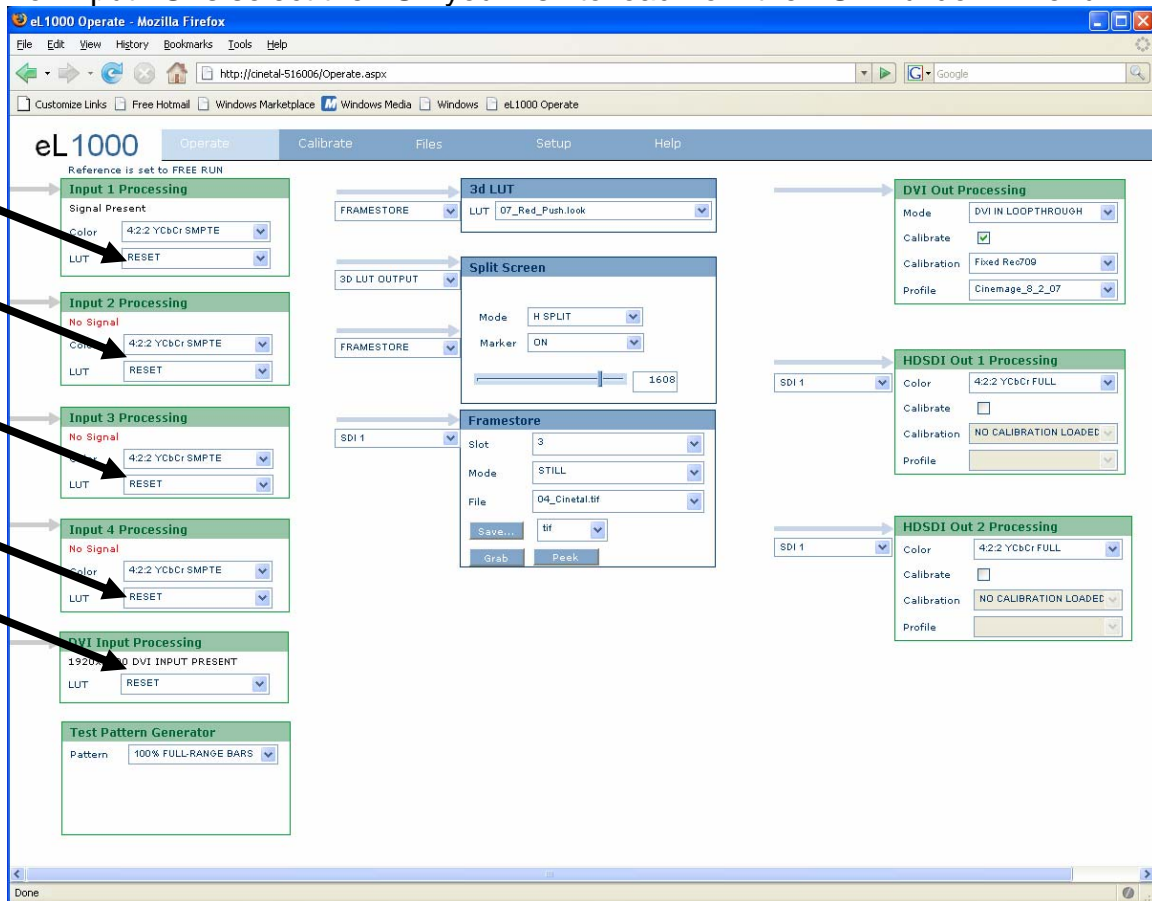 eL1000 Operate - Mozilla Firefox
File Edit View History Bookmarks Tools Help
http://cinetal-516006/Operate.aspx
Google
Customize Links Free Hotmail Windows Marketplace Windows Media Windows eL1000 Operate
eL1000 Operate Calibrate Files Setup Help
Reference is set to FREE RUN
Input 1 Processing
Signal Present
Color 4:2:2 YCbCr SMPTE
LUT RESET
Input 2 Processing
No Signal
Color 4:2:2 YCbCr SMPTE
LUT RESET
Input 3 Processing
No Signal
Color 4:2:2 YCbCr SMPTE
LUT RESET
Input 4 Processing
No Signal
Color 4:2:2 YCbCr SMPTE
LUT RESET
DVI Input Processing
DVI INPUT PRESENT
LUT RESET
Test Pattern Generator
Pattern 100% FULL-RANGE BARS
FRAMESTORE
3d LUT
LUT 07_Red_Push.look
3D LUT OUTPUT
Split Screen
Mode H SPLIT
FRAMESTORE
Marker ON
1608
SDI 1
Framestore
Slot 3
Mode STILL
File 04_Cinetal.tif
Save... tif
Grab Peek
DVI Out Processing
Mode DVI IN LOOPTHROUGH
Calibrate
Calibration Fixed Rec709
Profile Cinemage_8_2_07
SDI 1
HDSDI Out 1 Processing
Color 4:2:2 YCbCr FULL
Calibrate
Calibration NO CALIBRATION LOADED
Profile
SDI 1
HDSDI Out 2 Processing
Color 4:2:2 YCbCr FULL
Calibrate
Calibration NO CALIBRATION LOADED
Profile
Done